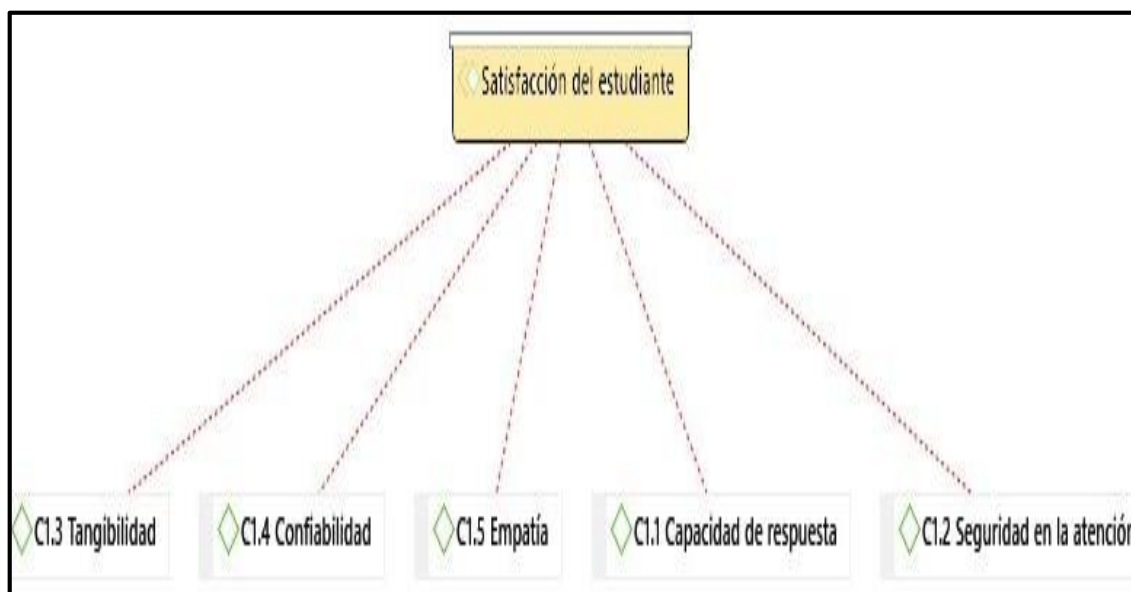 Satisfacción del estudiante
C1.3 Tangibilidad
C1.4 Confiabilidad
C1.5 Empatía
C1.1 Capacidad de respuesta
C1.2 Seguridad en la atención